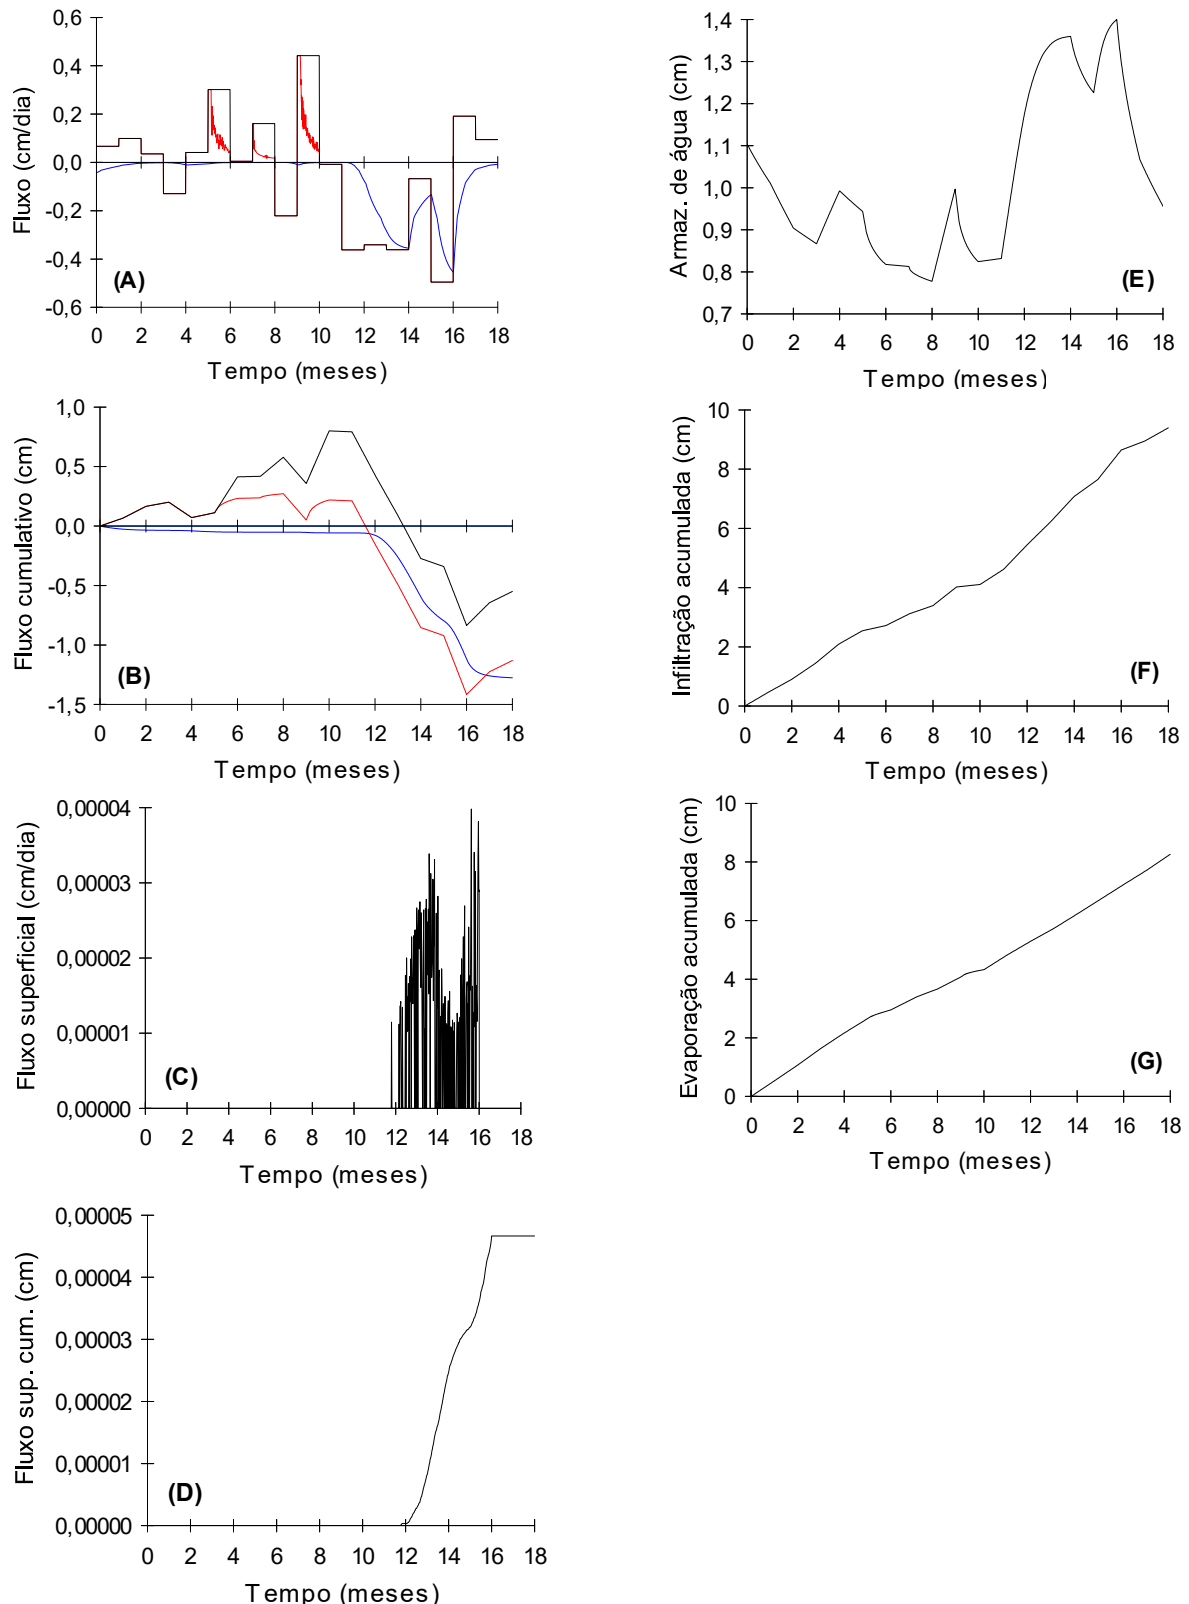 0,6
0,4
0,2
0,0
-0,2
-0,4
-0,6
Fluxo (cm/dia)
(A)
0 2 4 6 8 10 12 14 16 18
Tempo (meses)
1,4
1,3
1,2
1,1
1,0
0,9
0,8
0,7
Armaz. de água (cm)
(E)
0 2 4 6 8 10 12 14 16 18
Tempo (meses)
1,0
0,5
0,0
-0,5
-1,0
-1,5
Fluxo cumulativo (cm)
(B)
0 2 4 6 8 10 12 14 16 18
Tempo (meses)
10
8
6
4
2
0
Infiltração acumulada (cm)
(F)
0 2 4 6 8 10 12 14 16 18
Tempo (meses)
0,00004
0,00003
0,00002
0,00001
0,00000
Fluxo superficial (cm/dia)
(C)
0 2 4 6 8 10 12 14 16 18
Tempo (meses)
10
8
6
4
2
0
Evaporação acumulada (cm)
(G)
0 2 4 6 8 10 12 14 16 18
Tempo (meses)
0,00005
0,00004
0,00003
0,00002
0,00001
0,00000
Fluxo sup. cum. (cm)
(D)
0 2 4 6 8 10 12 14 16 18
Tempo (meses)